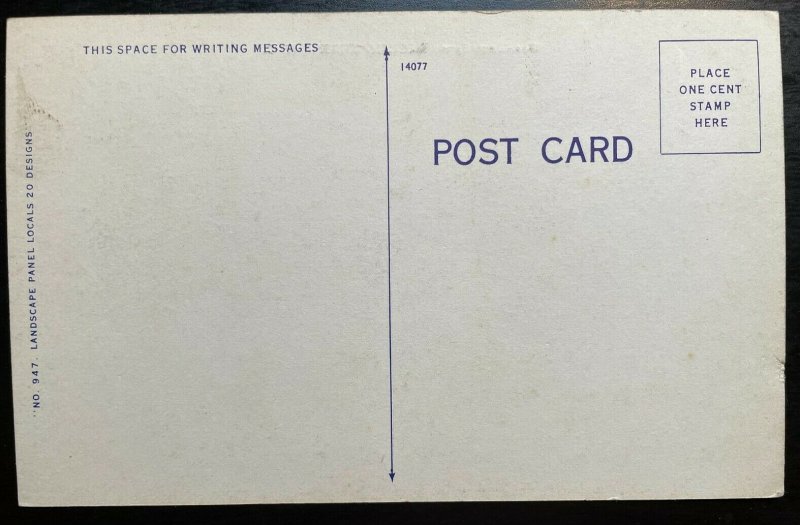 THIS SPACE FOR WRITING MESSAGES
14077
PLACE
ONE CENT
STAMP
HERE
POST CARD
"NO. 947. LANDSCAPE PANEL LOCALS 20 DESIGNS